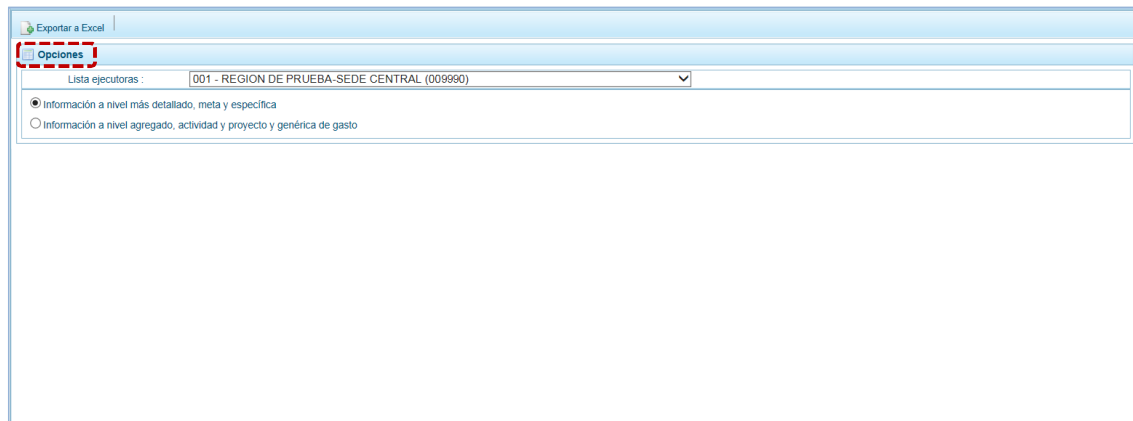 Exportar a Excel
Opciones
Lista ejecutoras : 001 - REGION DE PRUEBA-SEDE CENTRAL (009990)
Información a nivel más detallado, meta y específica
Información a nivel agregado, actividad y proyecto y genérica de gasto